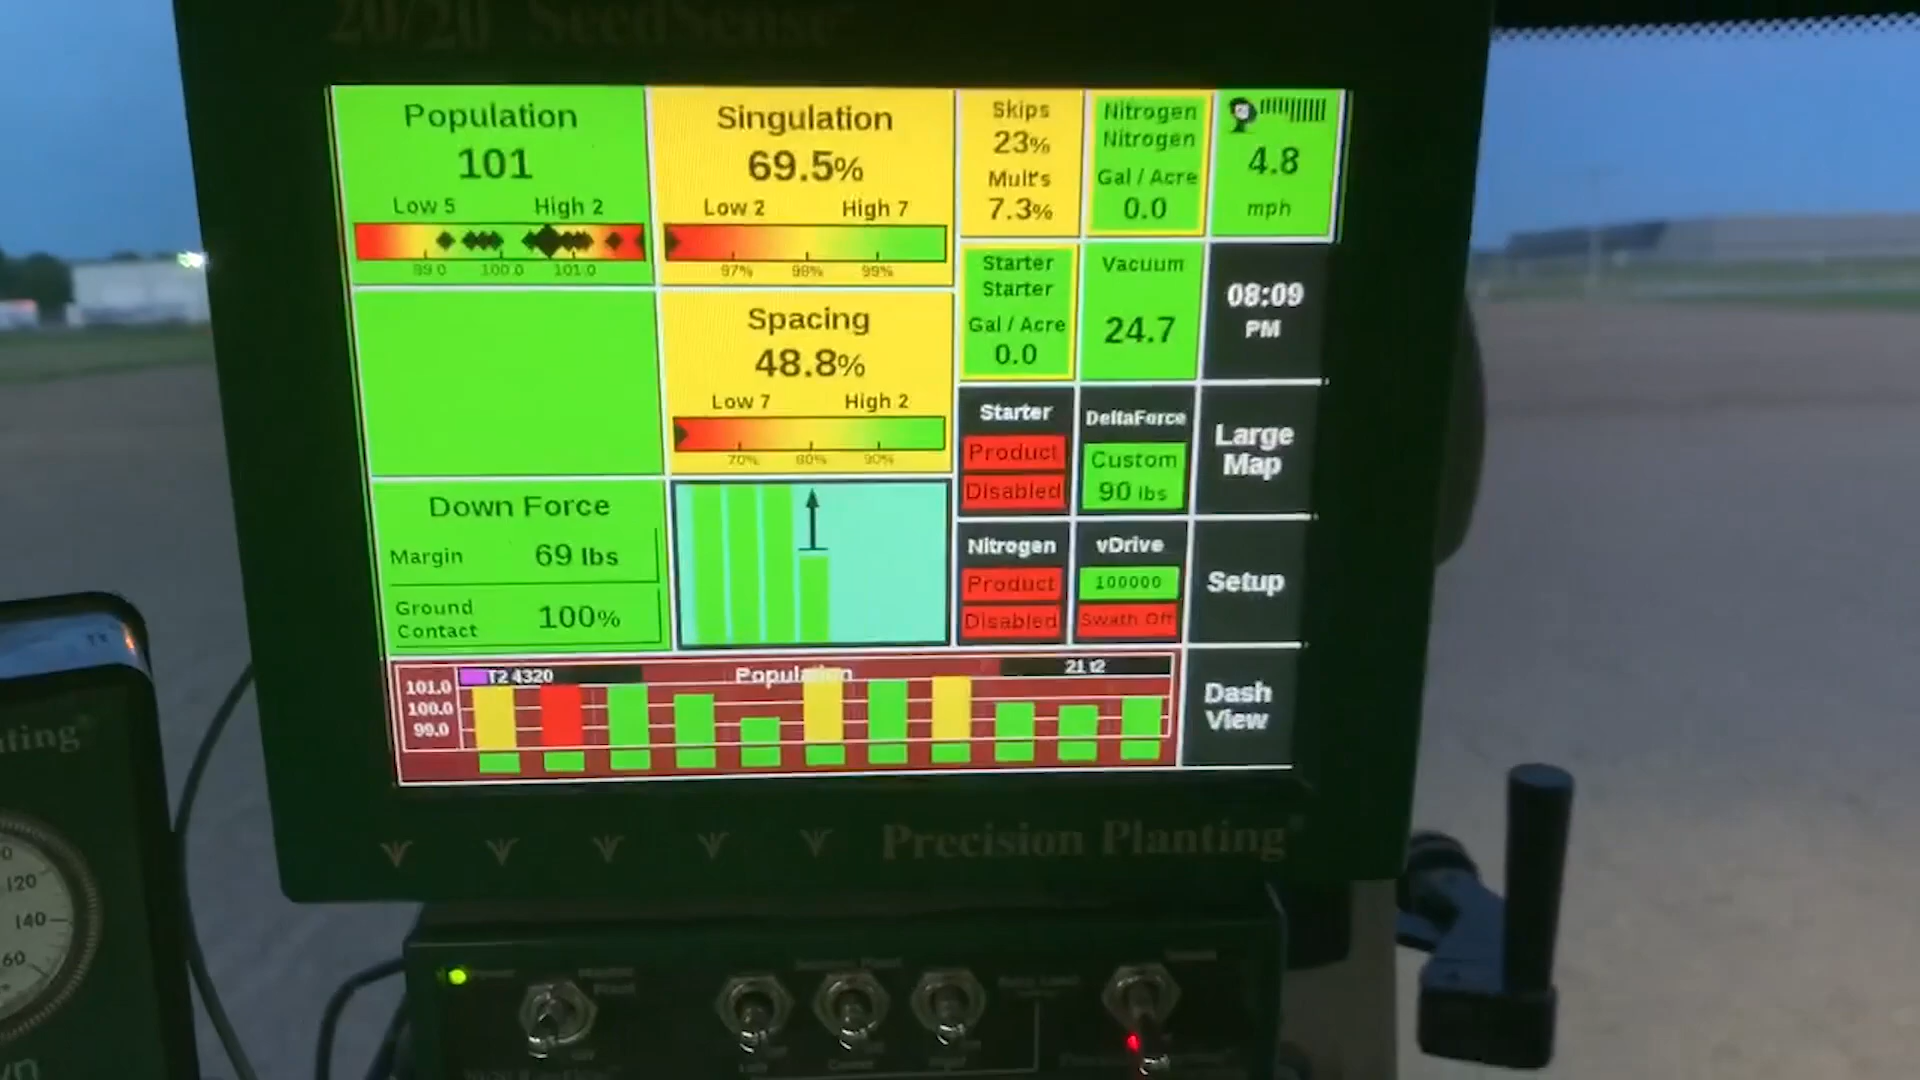 20/20 SeedSense
Population
101
Low 5 High 2
99.0 100.0 101.0
Singulation
69.5%
Low 2 High 7
97% 98% 99%
Skips
23%
Mult's
7.3%
Nitrogen
Nitrogen
Gal / Acre
0.0
4.8
mph
Spacing
48.8%
Low 7 High 2
70% 80% 90%
Starter
Starter
Gal / Acre
0.0
Vacuum
24.7
08:09
PM
Starter
Product
Disabled
DeltaForce
Custom
90 lbs
Large
Map
Down Force
Margin 69 lbs
Ground
Contact 100%
Nitrogen
Product
Disabled
vDrive
100000
Swath Off
Setup
T2 4320 Population 21 t2
101.0
100.0
99.0
Dash
View
Precision Planting®
120
140
60